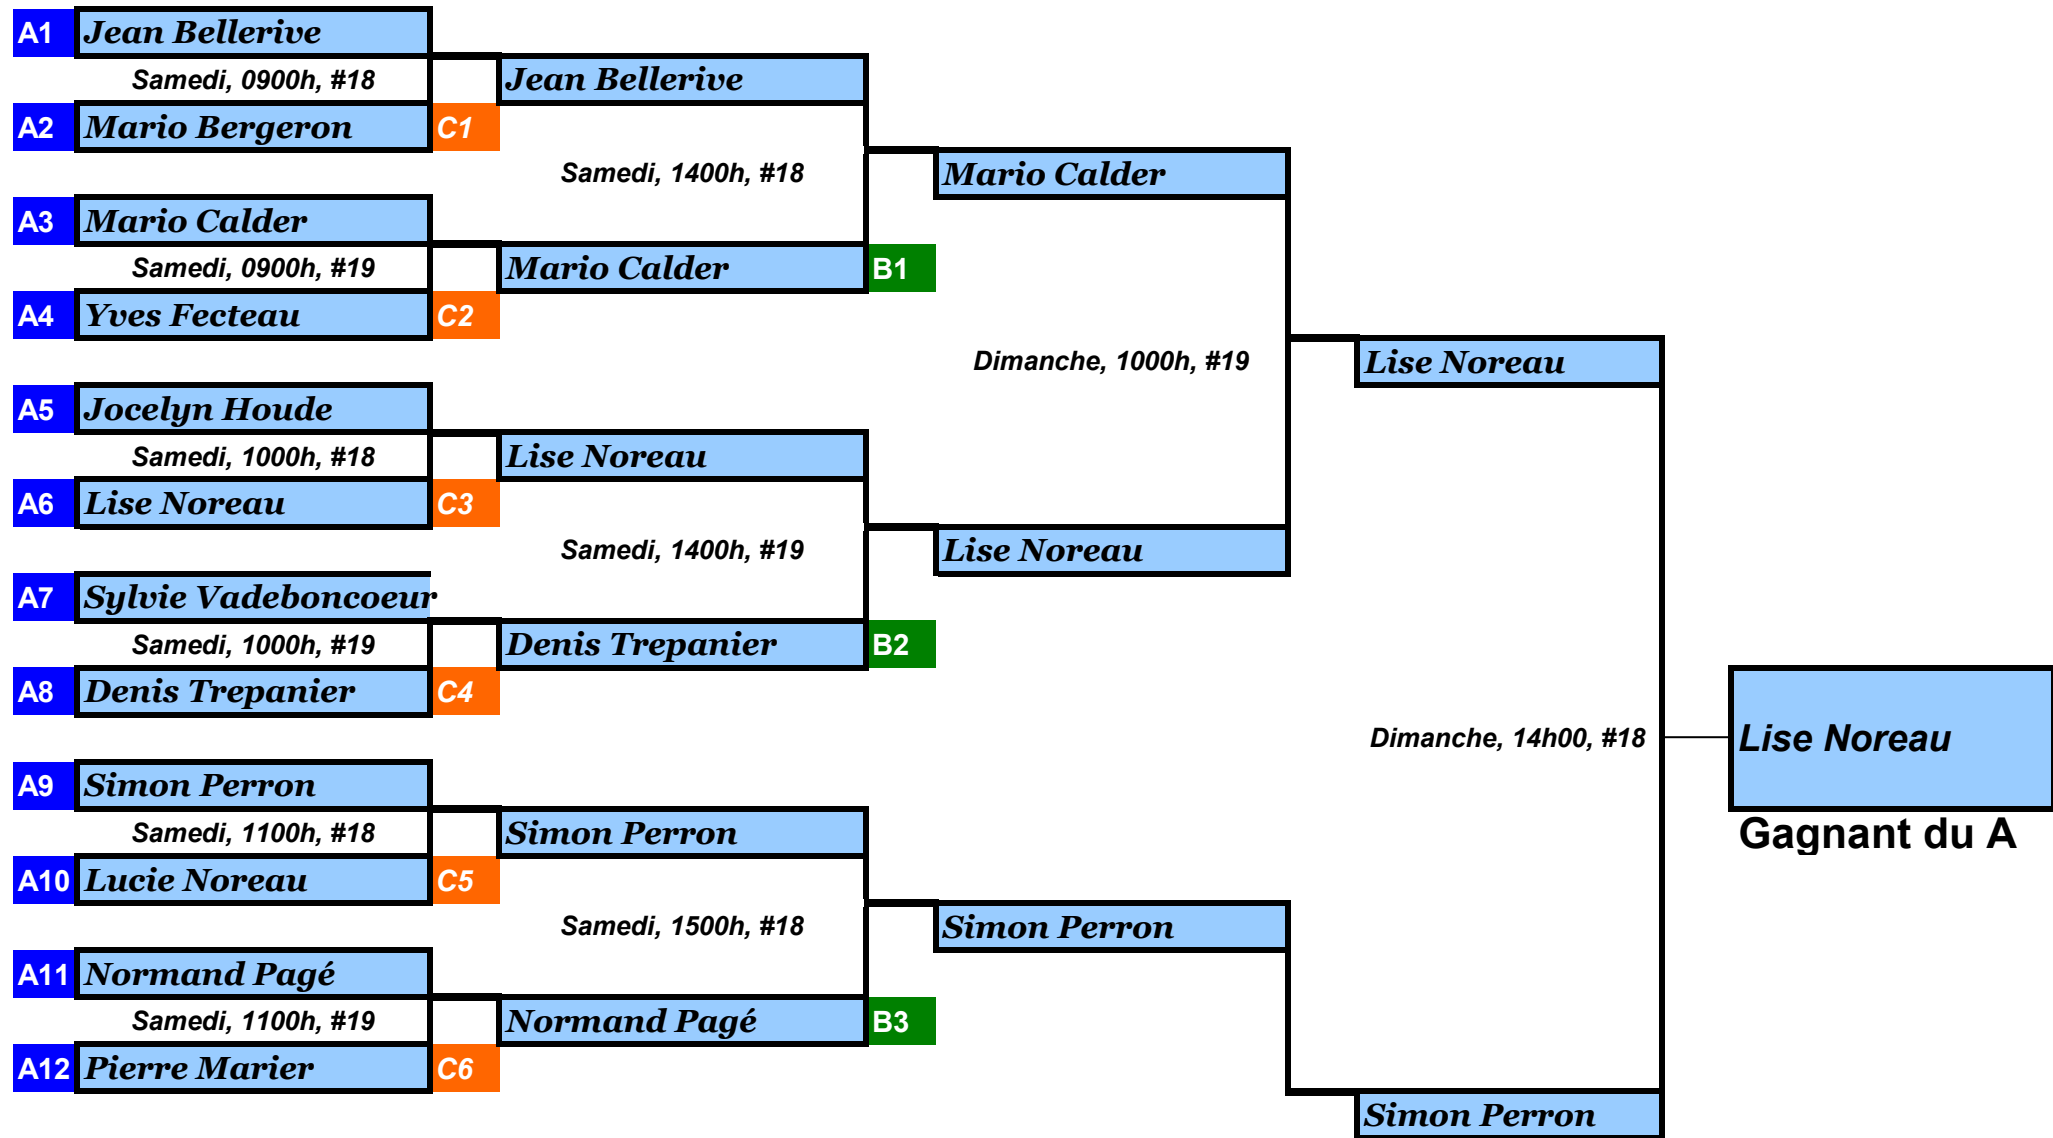 A1 Jean Bellerive
Samedi, 0900h, #18 Jean Bellerive
A2 Mario Bergeron C1
Samedi, 1400h, #18 Mario Calder
A3 Mario Calder
Samedi, 0900h, #19 Mario Calder B1
A4 Yves Fecteau C2
Dimanche, 1000h, #19 Lise Noreau
A5 Jocelyn Houde
Samedi, 1000h, #18 Lise Noreau
A6 Lise Noreau C3
Samedi, 1400h, #19 Lise Noreau
A7 Sylvie Vadeboncoeur
Samedi, 1000h, #19 Denis Trepanier B2
A8 Denis Trepanier C4
Dimanche, 14h00, #18 Lise Noreau
A9 Simon Perron
Samedi, 1100h, #18 Simon Perron Gagnant du A
A10 Lucie Noreau C5
Samedi, 1500h, #18 Simon Perron
A11 Normand Pagé
Samedi, 1100h, #19 Normand Pagé B3
A12 Pierre Marier C6
Simon Perron